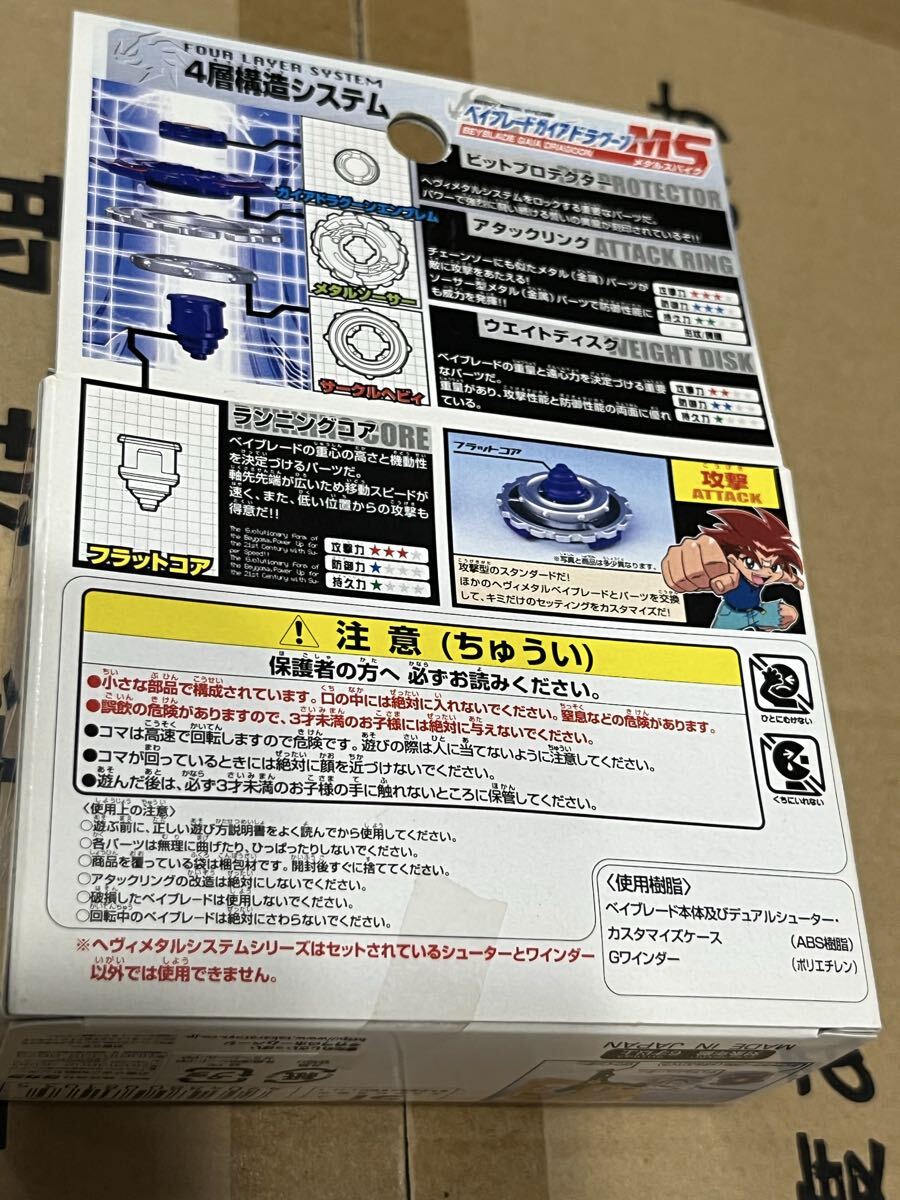 FOUR LAYER SYSTEM
4層構造システム
ベイブレード ガイアドラグーン MS
BEYBLADE GAIA DRAGOON
メタル・スパイク
ビットプロテクター PROTECTOR
ヘヴィメタルシステムをロックする重要なパーツだ。
アタックリング ATTACK RING
チェーンソーにも似たメタル(金属)パーツが
敵に攻撃をあたえる!
ソーサー型メタル(金属)パーツで防御性能に
も威力を発揮!!
攻撃力 ★★★
防御力 ★★★
持久力 ★★
ウエイトディスク WEIGHT DISK
ベイブレードの重量と遠心力を決定づける重要
なパーツだ。
重量があり、攻撃性能と防御性能の両面に優れ
ている。
攻撃力 ★★
防御力 ★★
持久力 ★
ガイアドラグーンエンブレム
メタルソーサー
サークルヘビィ
ランニングコア CORE
ベイブレードの重心の高さと機動性
を決定づけるパーツだ。
軸先先端が広いため移動スピードが
速く、また、低い位置からの攻撃も
得意だ!!
The Evolutionary Form of
the Beygoma,Power Up for
the 21st Century with Su-
per Speed!!
The Evolutionary Form of
the Beygoma,Power Up for
the 21st Century with Su-
攻撃力 ★★★★
防御力 ★★★★
持久力 ★★★★
フラットコア
フラットコア
※写真と商品は多少異なります。
攻撃
ATTACK
攻撃型のスタンダードだ!
ほかのヘヴィメタルベイブレードとパーツを交換
して、キミだけのセッティングをカスタマイズだ!
注意(ちゅうい)
保護者の方へ 必ずお読みください。
●小さな部品で構成されています。口の中には絶対に入れないでください。窒息などの危険があります。
●誤飲の危険がありますので、3才未満のお子様には絶対に与えないでください。
●コマは高速で回転しますので危険です。遊びの際は人に当てないように注意してください。
●コマが回っているときには絶対に顔を近づけないでください。
●遊んだ後は、必ず3才未満のお子様の手に触れないところに保管してください。
ひとにむけない
くちにいれない
〈使用上の注意〉
○遊ぶ前に、正しい遊び方説明書をよく読んでから使用してください。
○各パーツは無理に曲げたり、ひっぱったりしないでください。
○商品を覆っている袋は梱包材です。開封後すぐに捨ててください。
○アタックリングの改造は絶対にしないでください。
○破損したベイブレードは使用しないでください。
○回転中のベイブレードは絶対にさわらないでください。
※ヘヴィメタルシステムシリーズはセットされているシューターとワインダー
以外では使用できません。
〈使用樹脂〉
ベイブレード本体及びデュアルシューター・
カスタマイズケース (ABS樹脂)
Gワインダー (ポリエチレン)
MADE IN JAPAN